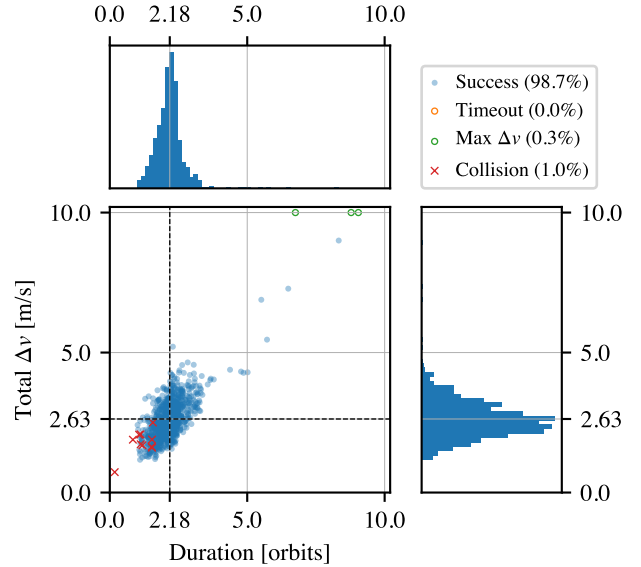 0.0 2.18 5.0 10.0
Success (98.7%)
Timeout (0.0%)
Max Δv (0.3%)
Collision (1.0%)
10.0 10.0
5.0 5.0
2.63 2.63
0.0 0.0
Total Δv [m/s]
0.0 2.18 5.0 10.0
Duration [orbits]